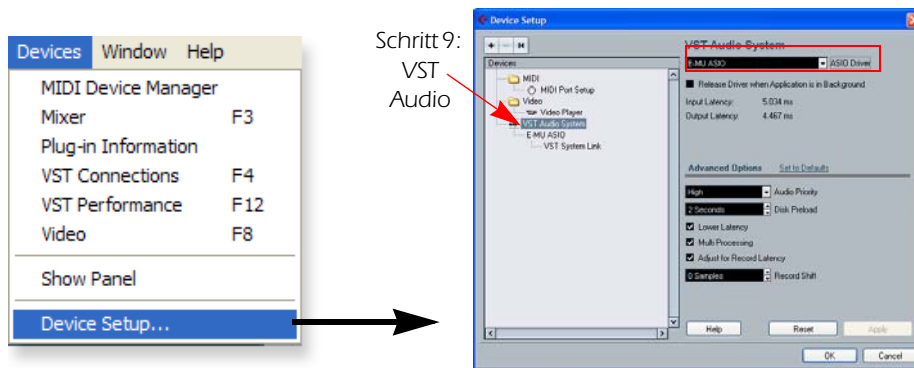 Devices Window Help
MIDI Device Manager
Mixer F3
Plug-in Information
VST Connections F4
VST Performance F12
Video F8
Show Panel
Device Setup...
Schritt 9:
VST
Audio
Device Setup
Devices
MIDI
MIDI Port Setup
Video
Video Player
VST Audio System
E-MU ASIO
VST System Link
VST Audio System
E-MU ASIO ASIO Driver
Release Driver when Application is in Background
Input Latency: 5.034 ms
Output Latency: 4.467 ms
Advanced Options Set to Defaults
High Audio Priority
2 Seconds Disk Preload
Lower Latency
Multi Processing
Adjust for Record Latency
0 Samples Record Shift
Help Reset Apply
OK Cancel